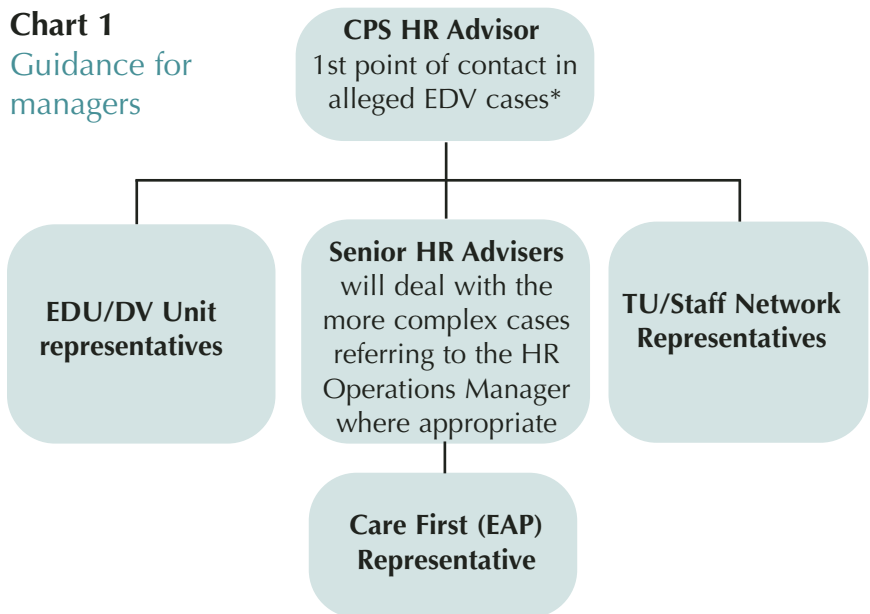 Chart 1
Guidance for
managers
CPS HR Advisor
1st point of contact in
alleged EDV cases*
EDU/DV Unit
representatives
Senior HR Advisers
will deal with the
more complex cases
referring to the HR
Operations Manager
where appropriate
TU/Staff Network
Representatives
Care First (EAP)
Representative